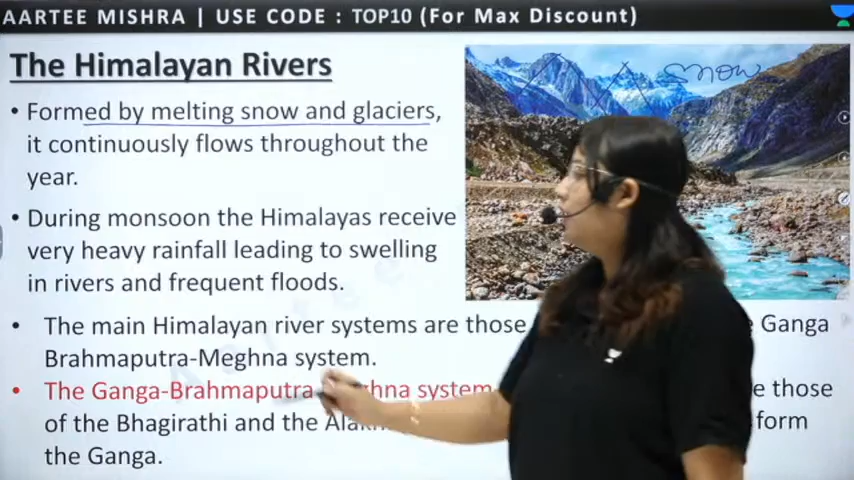 AARTEE MISHRA | USE CODE : TOP10 (For Max Discount)
The Himalayan Rivers
snow
• Formed by melting snow and glaciers,
it continuously flows throughout the
year.
• During monsoon the Himalayas receive
very heavy rainfall leading to swelling
in rivers and frequent floods.
• The main Himalayan river systems are those Ganga
Brahmaputra-Meghna system.
• The Ganga-Brahmaputra system those
of the Bhagirathi and the form
the Ganga.